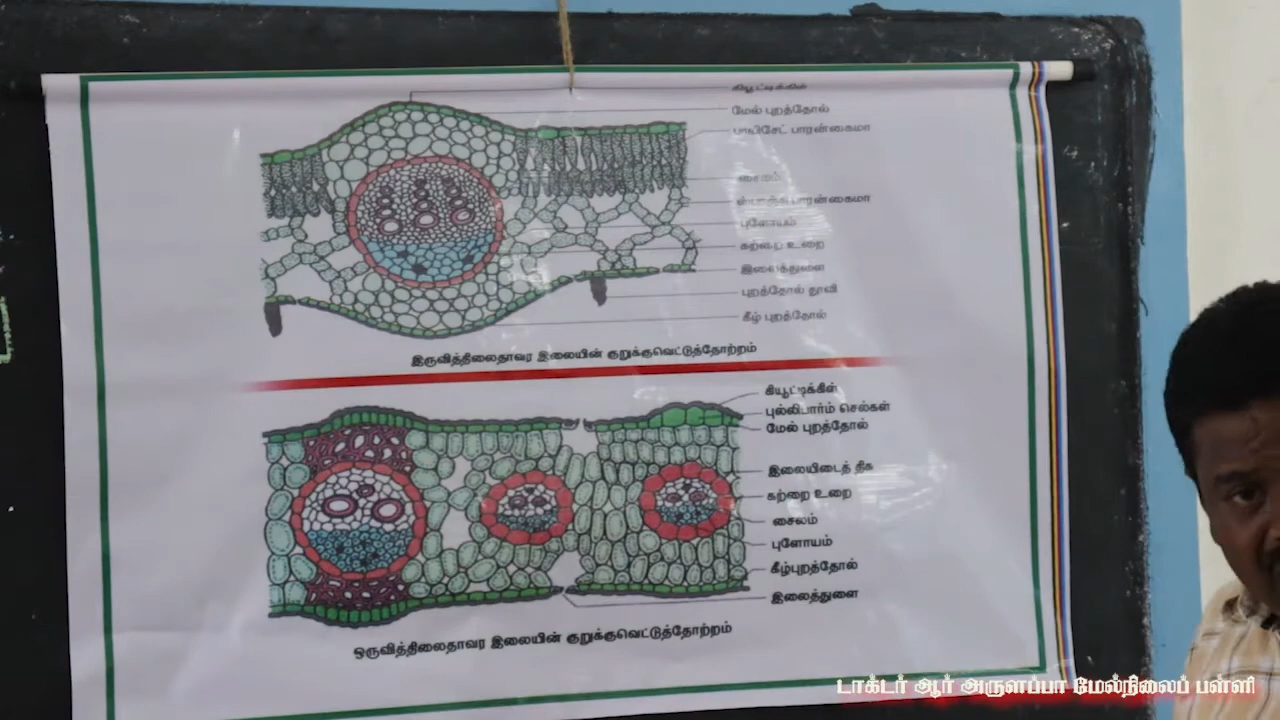 கியூட்டிக்கிள்
மேல் புறத்தோல்
பாலிசேட் பாரன்கைமா
சைலம்
ஸ்பாஞ்சி பாரன்கைமா
புளோயம்
கற்றை உறை
இலைத்துளை
புறத்தோல் தூவி
கீழ் புறத்தோல்
இருவித்திலைதாவர இலையின் குறுக்குவெட்டுத்தோற்றம்
கியூட்டிக்கிள்
புல்லிபார்ம் செல்கள்
மேல் புறத்தோல்
இலையிடைத் திசு
கற்றை உறை
சைலம்
புளோயம்
கீழ்புறத்தோல்
இலைத்துளை
ஒருவித்திலைதாவர இலையின் குறுக்குவெட்டுத்தோற்றம்
டாக்டர் ஆர் அருளப்பா மேல்நிலைப் பள்ளி